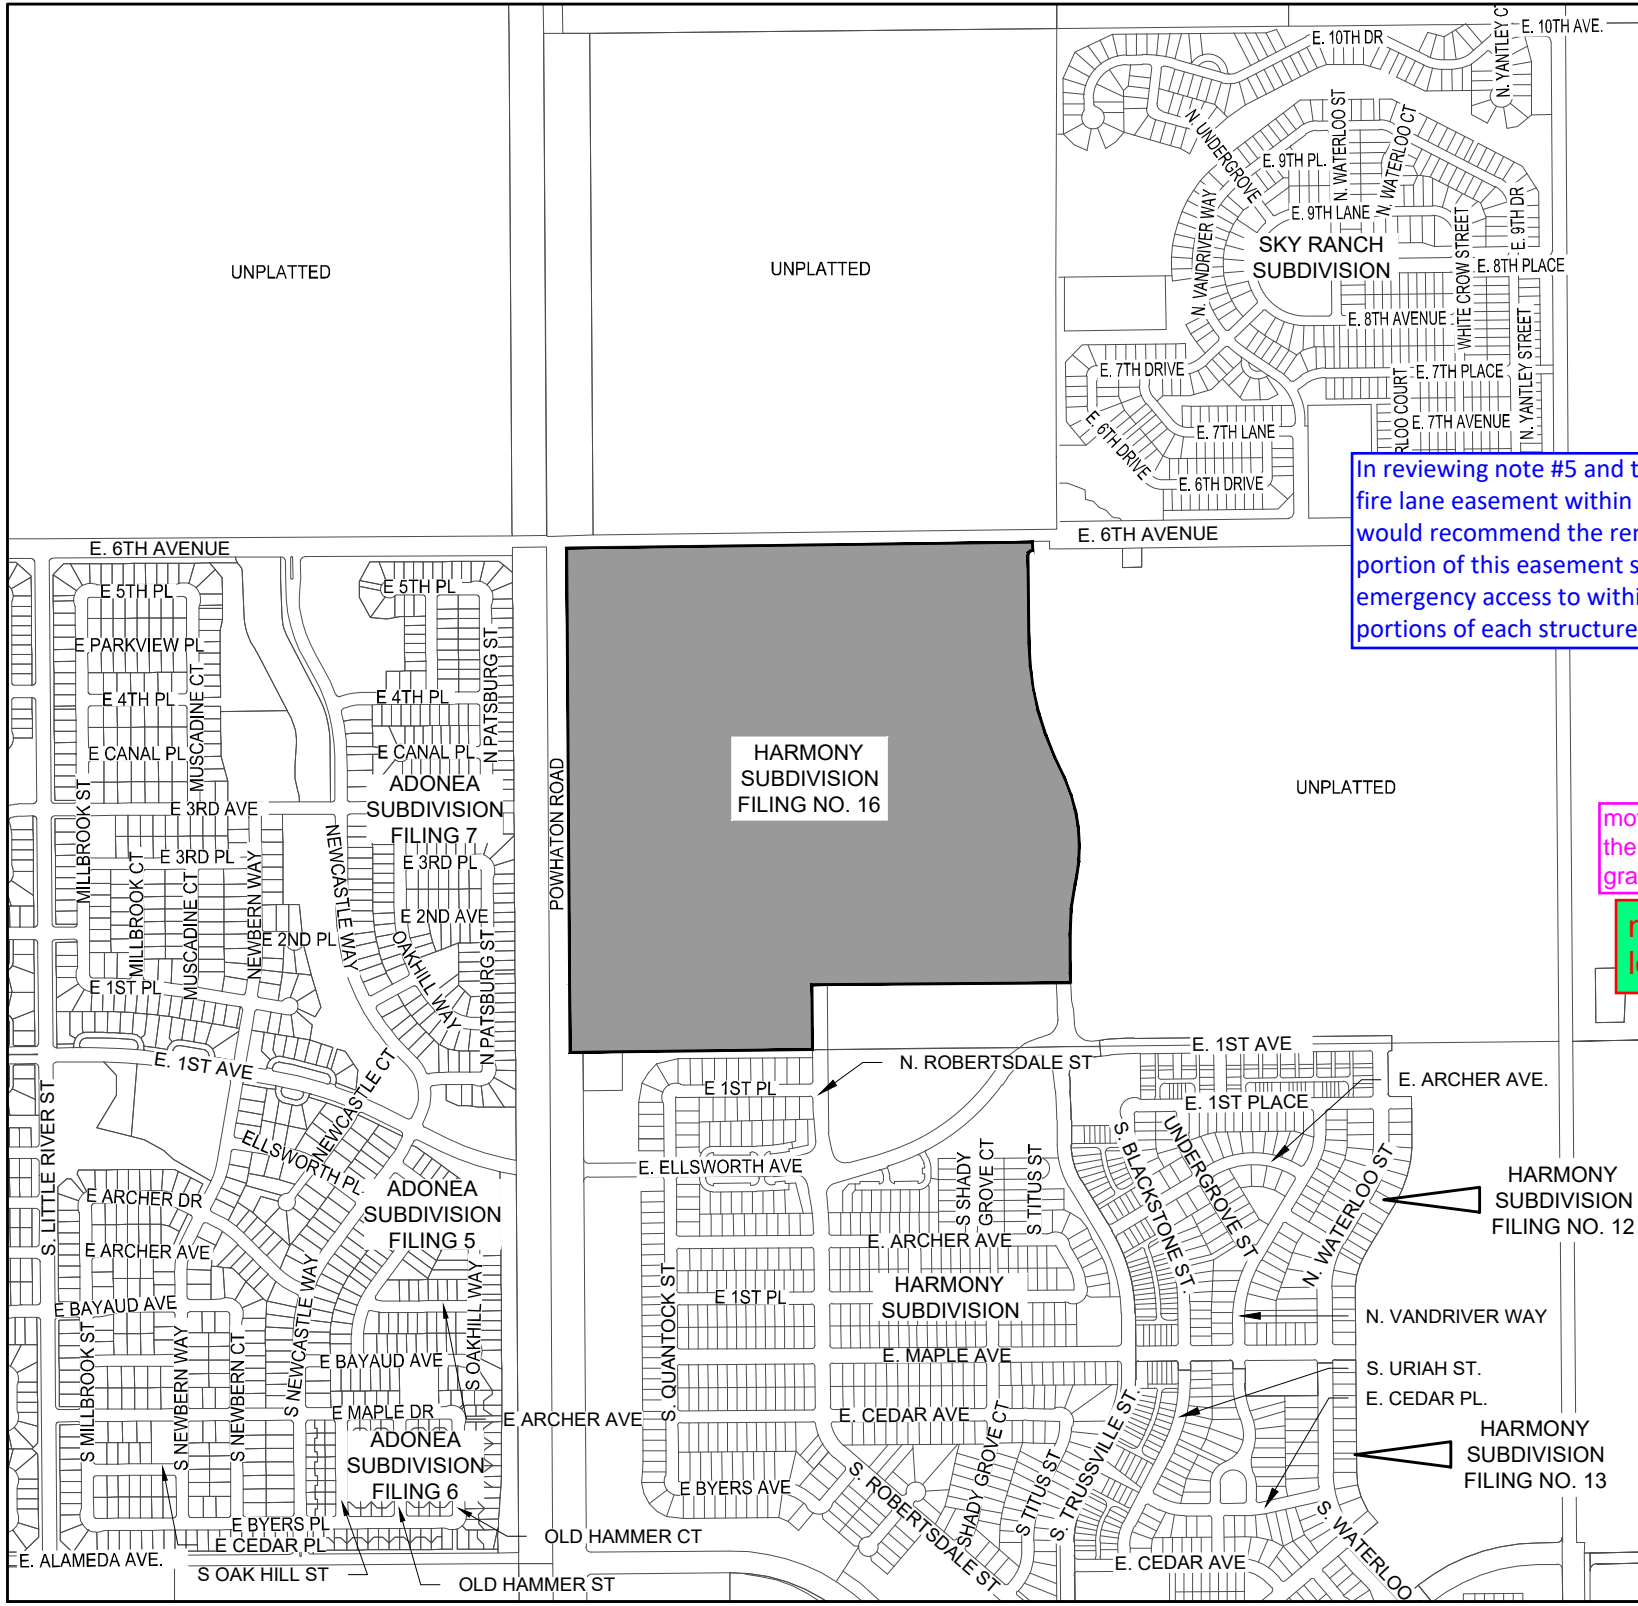 E. 10TH DR
E. 10TH AVE.
N. YANTLEY CT
N. UNDERGROVE
E. 9TH PL.
N. WATERLOO ST
N. WATERLOO CT
E. 9TH LANE
E. 9TH DR
N. VANDRIVER WAY
SKY RANCH
SUBDIVISION
WHITE CROW STREET
E. 8TH PLACE
E. 8TH AVENUE
N. YANTLEY STREET
UNPLATTED
UNPLATTED
E. 7TH DRIVE
E. 7TH PLACE
E. 7TH AVENUE
E. 7TH LANE
E. 6TH DRIVE
E. 6TH DRIVE
RLOO COURT
In reviewing note #5 and t
fire lane easement within
would recommend the rer
portion of this easement s
emergency access to withi
portions of each structure
E. 6TH AVENUE
E. 6TH AVENUE
E 5TH PL
E 5TH PL
E PARKVIEW PL
E 4TH PL
E 4TH PL
MUSCADINE CT
N PATSBURG ST
E CANAL PL
E CANAL PL
ADONEA
SUBDIVISION
FILING 7
MILLBROOK ST
E 3RD AVE
E 3RD PL
E 3RD PL
NEWCASTLE WAY
MILLBROOK CT
MUSCADINE CT
NEWBERN WAY
E 2ND PL
E 2ND AVE
OAKHILL WAY
N PATSBURG ST
E 1ST PL
POWHATON ROAD
HARMONY
SUBDIVISION
FILING NO. 16
UNPLATTED
mo
the
gra
E. 1ST AVE
NEWCASTLE CT
ELLSWORTH PL
S. LITTLE RIVER ST.
E ARCHER DR
E ARCHER AVE
ADONEA
SUBDIVISION
FILING 5
E BAYAUD AVE
E BAYAUD AVE
S MILLBROOK ST
S NEWBERN WAY
S NEWBERN CT
S NEWCASTLE WAY
S OAKHILL WAY
E MAPLE DR
E ARCHER AVE
ADONEA
SUBDIVISION
FILING 6
E BYERS PL
E CEDAR PL
E. ALAMEDA AVE.
S OAK HILL ST
OLD HAMMER CT
OLD HAMMER ST
N. ROBERTSDALE ST
E 1ST PL
E. ELLSWORTH AVE
S SHADY
GROVE CT
S TITUS ST
E. ARCHER AVE
HARMONY
SUBDIVISION
E 1ST PL
S. QUANTOCK ST
E. MAPLE AVE
E. CEDAR AVE
E BYERS AVE
S. ROBERTSDALE ST
SHADY GROVE CT
S TITUS ST
S. TRUSSVILLE ST.
E. 1ST AVE
E. ARCHER AVE.
E. 1ST PLACE
S. BLACKSTONE ST.
UNDERGROVE ST
N. WATERLOO ST
HARMONY
SUBDIVISION
FILING NO. 12
N. VANDRIVER WAY
S. URIAH ST.
E. CEDAR PL.
HARMONY
SUBDIVISION
FILING NO. 13
E. CEDAR AVE
S. WATERLOO